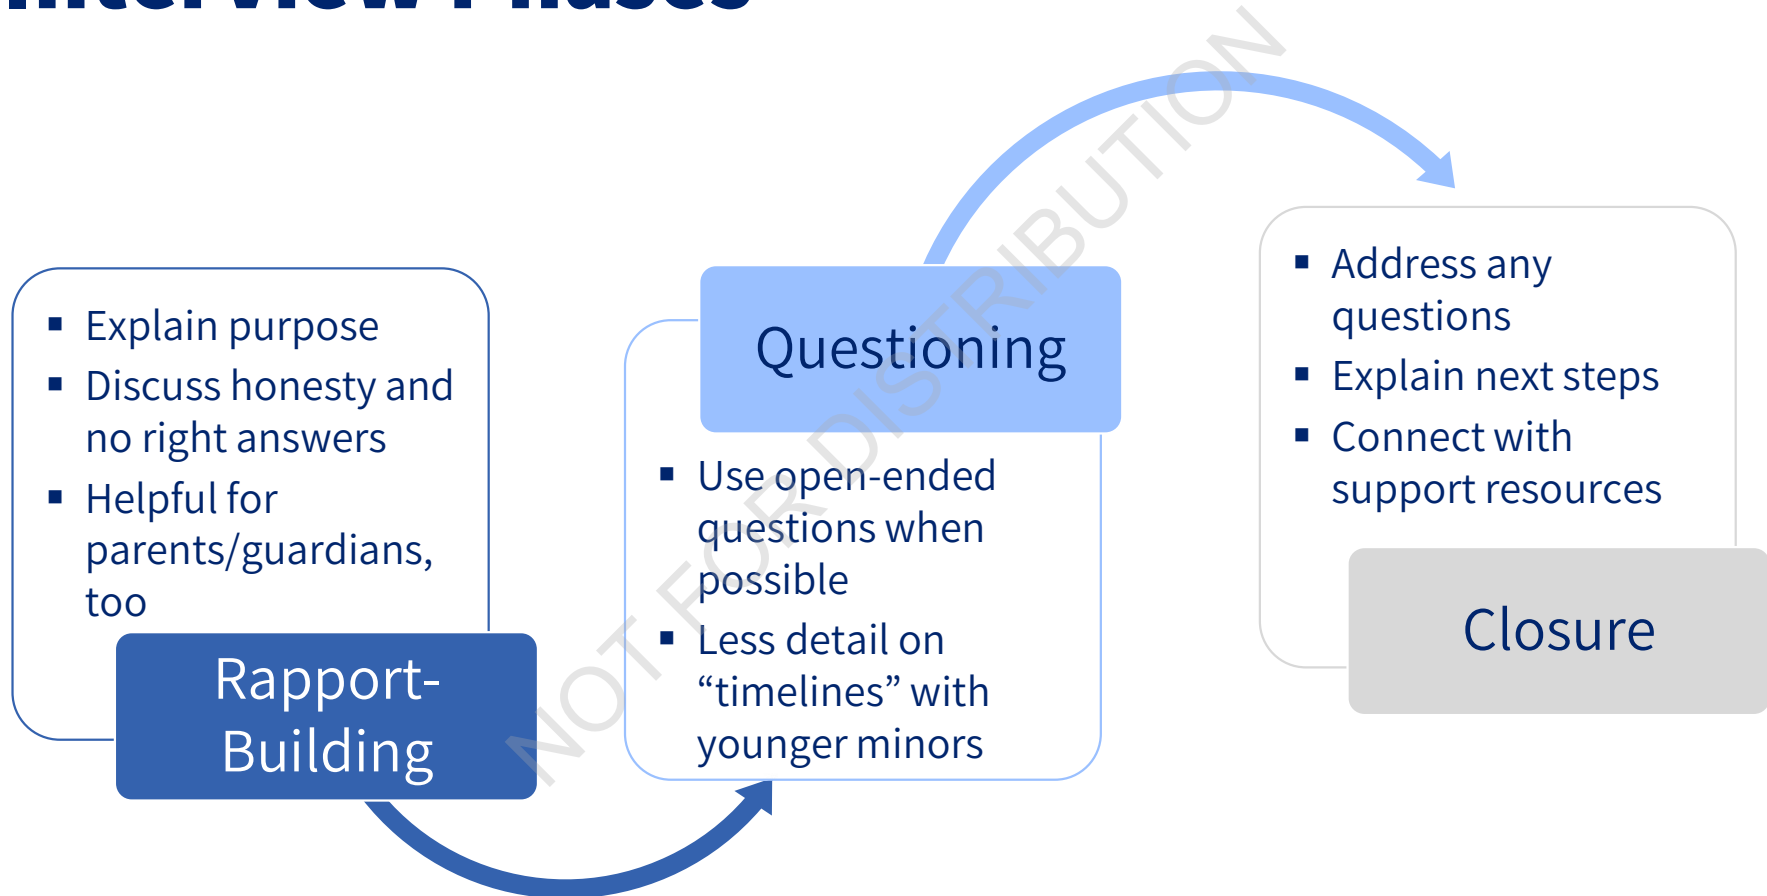 Interview Phases
▪ Explain purpose
▪ Discuss honesty and
no right answers
▪ Helpful for
parents/guardians,
too
Rapport-
Building
Questioning
▪ Use open-ended
questions when
possible
▪ Less detail on
“timelines” with
younger minors
▪ Address any
questions
▪ Explain next steps
▪ Connect with
support resources
Closure
NOT FOR DISTRIBUTION